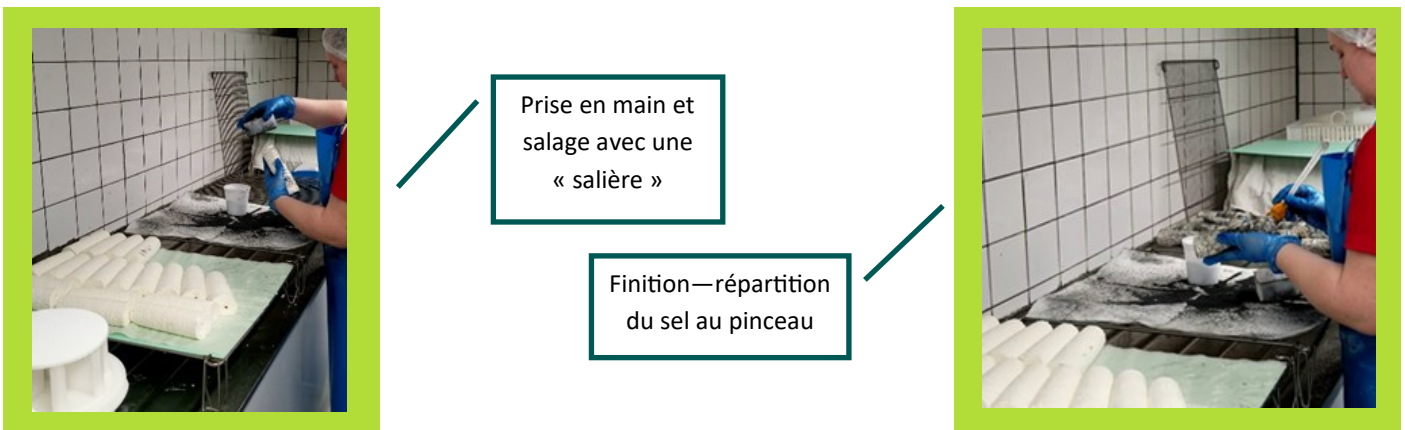 Prise en main et
salage avec une
« salière »
Finition—répartition
du sel au pinceau